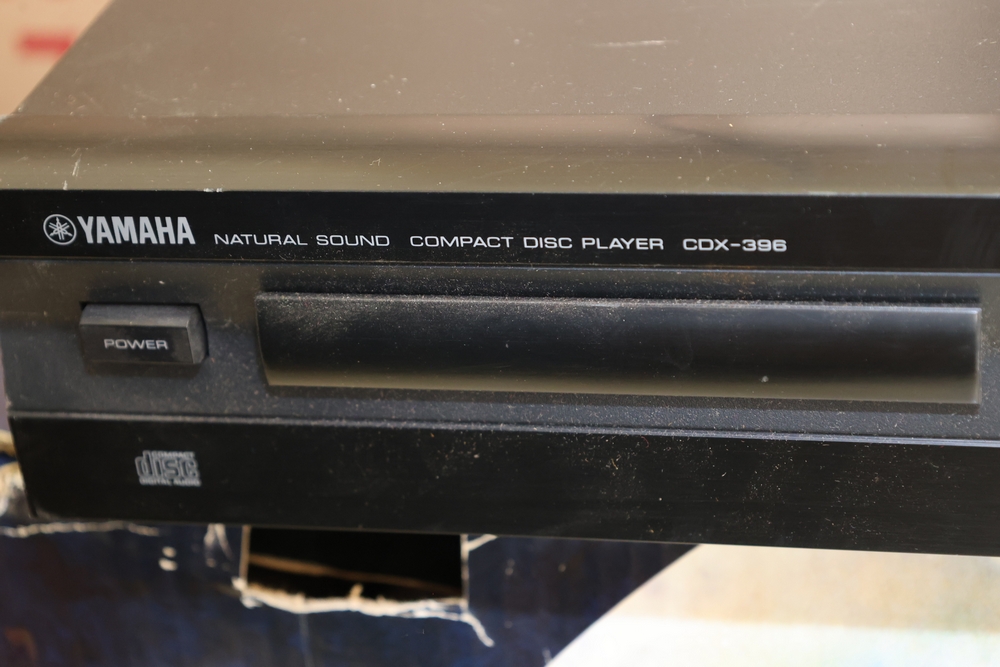 YAMAHA NATURAL SOUND COMPACT DISC PLAYER CDX-396
POWER
COMPACT
disc
DIGITAL AUDIO